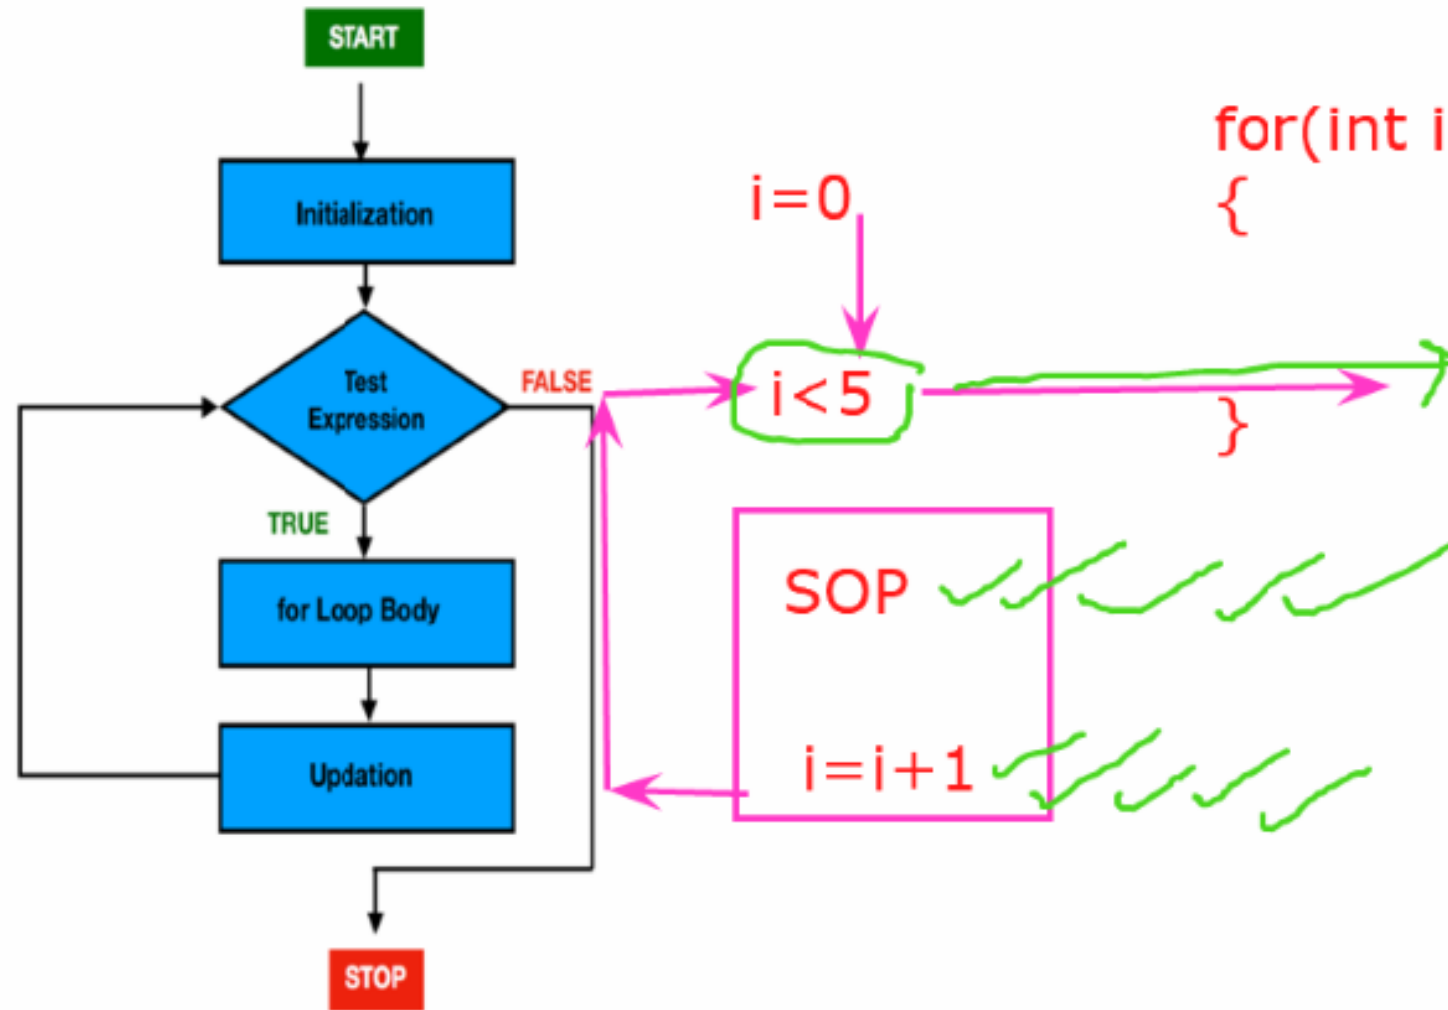 START
Initialization
Test
Expression
FALSE
TRUE
for Loop Body
Updation
STOP
i=0
i<5
SOP
i=i+1
for(int i
{
}